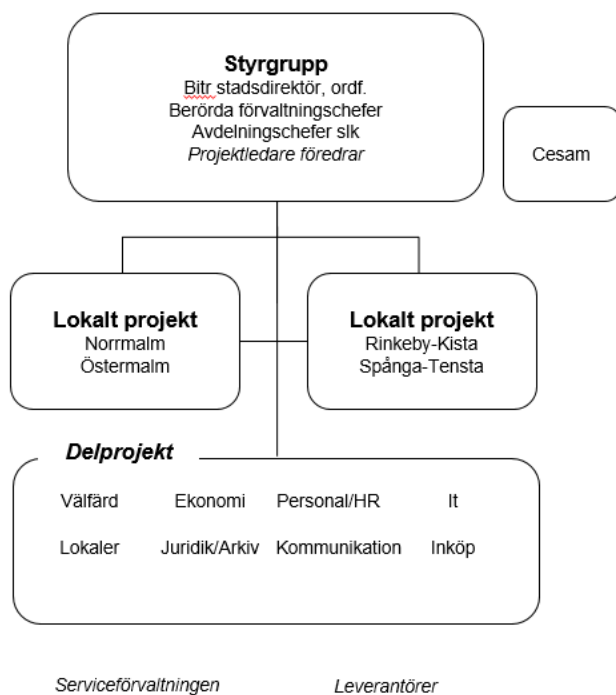 Styrgrupp
Bitr stadsdirektör, ordf.
Berörda förvaltningschefer
Avdelningschefer slk
Projektledare föredrar
Cesam
Lokalt projekt
Norrmalm
Östermalm
Lokalt projekt
Rinkeby-Kista
Spånga-Tensta
Delprojekt
Välfärd Ekonomi Personal/HR It
Lokaler Juridik/Arkiv Kommunikation Inköp
Serviceförvaltningen Leverantörer